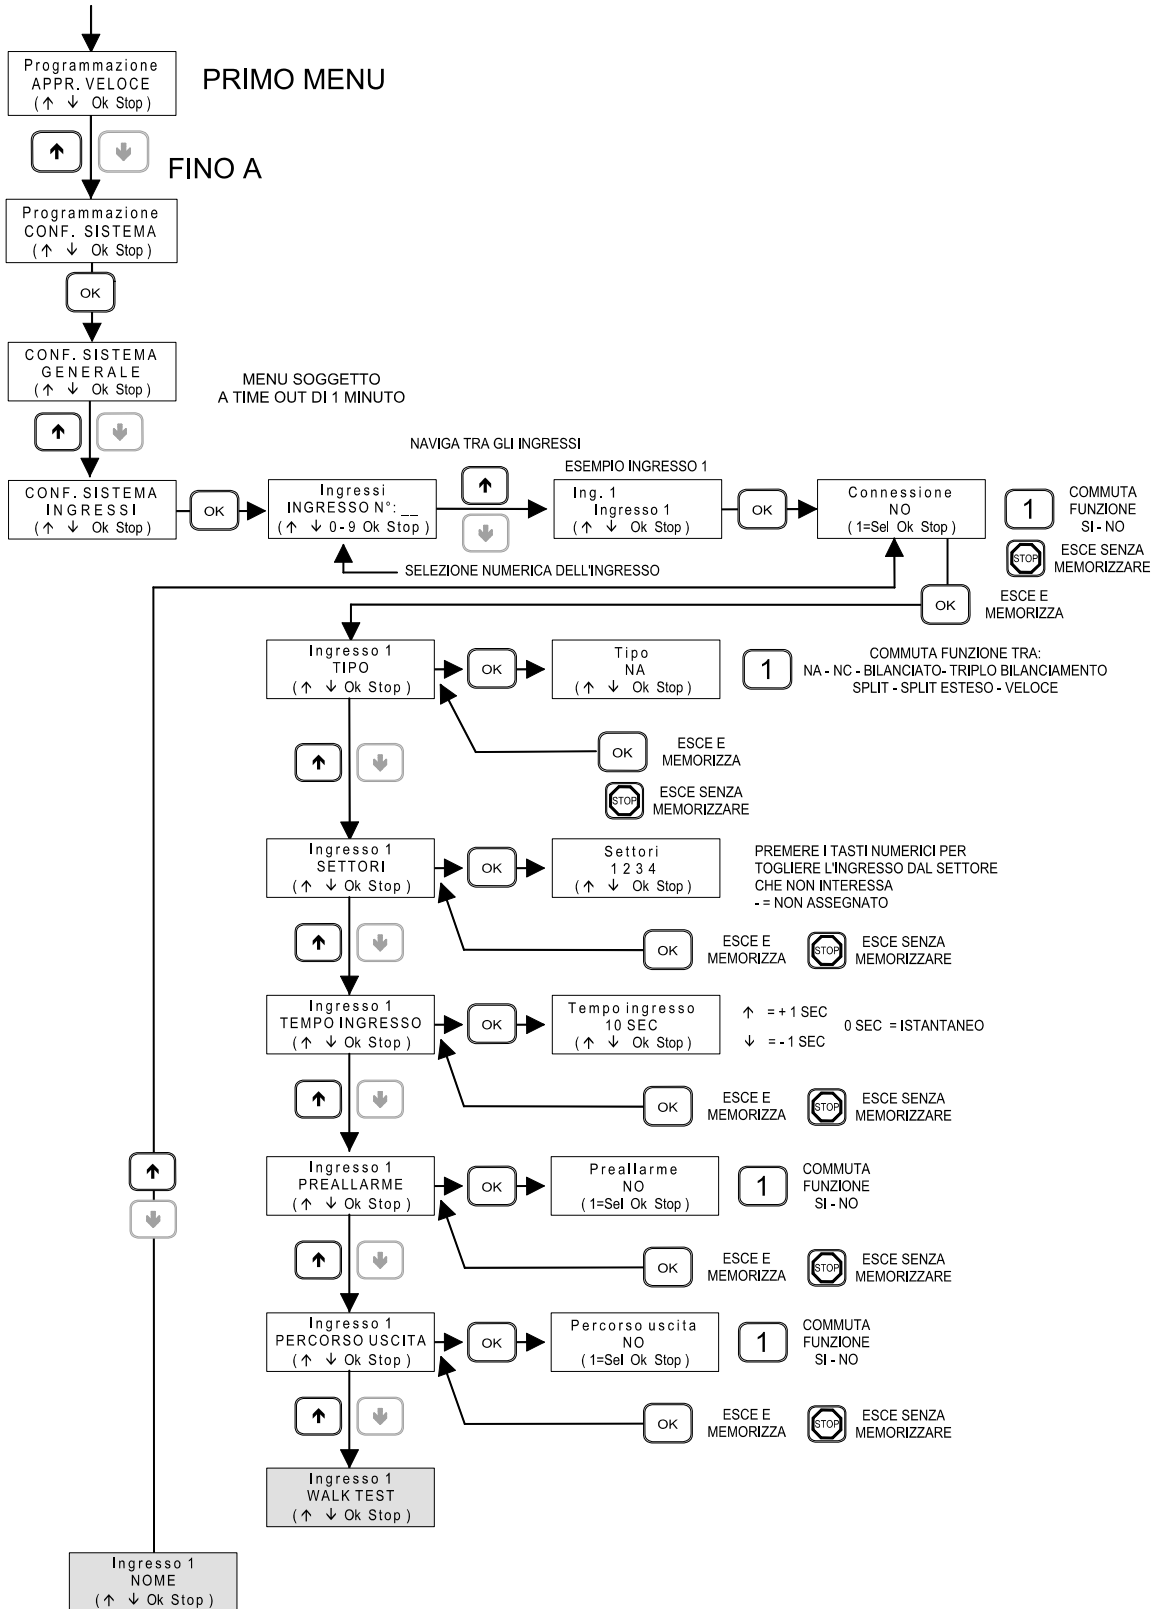 Programmazione
APPR. VELOCE
(↑ ↓ Ok Stop)
PRIMO MENU
FINO A
Programmazione
CONF. SISTEMA
(↑ ↓ Ok Stop)
OK
CONF. SISTEMA
GENERALE
(↑ ↓ Ok Stop)
MENU SOGGETTO
A TIME OUT DI 1 MINUTO
NAVIGA TRA GLI INGRESSI
CONF. SISTEMA
INGRESSI
(↑ ↓ Ok Stop)
OK
Ingressi
INGRESSO N°: __
(↑ ↓ 0-9 Ok Stop)
ESEMPIO INGRESSO 1
Ing. 1
Ingresso 1
(↑ ↓ Ok Stop)
OK
Connessione
NO
(1=Sel Ok Stop)
1
COMMUTA
FUNZIONE
SI - NO
STOP
ESCE SENZA
MEMORIZZARE
SELEZIONE NUMERICA DELL'INGRESSO
OK
ESCE E
MEMORIZZA
Ingresso 1
TIPO
(↑ ↓ Ok Stop)
OK
Tipo
NA
(↑ ↓ Ok Stop)
1
COMMUTA FUNZIONE TRA:
NA - NC - BILANCIATO- TRIPLO BILANCIAMENTO
SPLIT - SPLIT ESTESO - VELOCE
OK
ESCE E
MEMORIZZA
STOP
ESCE SENZA
MEMORIZZARE
Ingresso 1
SETTORI
(↑ ↓ Ok Stop)
OK
Settori
1234
(↑ ↓ Ok Stop)
PREMERE I TASTI NUMERICI PER
TOGLIERE L'INGRESSO DAL SETTORE
CHE NON INTERESSA
- = NON ASSEGNATO
OK
ESCE E
MEMORIZZA
STOP
ESCE SENZA
MEMORIZZARE
Ingresso 1
TEMPO INGRESSO
(↑ ↓ Ok Stop)
OK
Tempo ingresso
10 SEC
(↑ ↓ Ok Stop)
↑ = + 1 SEC
↓ = - 1 SEC
0 SEC = ISTANTANEO
OK
ESCE E
MEMORIZZA
STOP
ESCE SENZA
MEMORIZZARE
Ingresso 1
PREALLARME
(↑ ↓ Ok Stop)
OK
Preallarme
NO
(1=Sel Ok Stop)
1
COMMUTA
FUNZIONE
SI - NO
OK
ESCE E
MEMORIZZA
STOP
ESCE SENZA
MEMORIZZARE
Ingresso 1
PERCORSO USCITA
(↑ ↓ Ok Stop)
OK
Percorso uscita
NO
(1=Sel Ok Stop)
1
COMMUTA
FUNZIONE
SI - NO
OK
ESCE E
MEMORIZZA
STOP
ESCE SENZA
MEMORIZZARE
Ingresso 1
WALK TEST
(↑ ↓ Ok Stop)
Ingresso 1
NOME
(↑ ↓ Ok Stop)